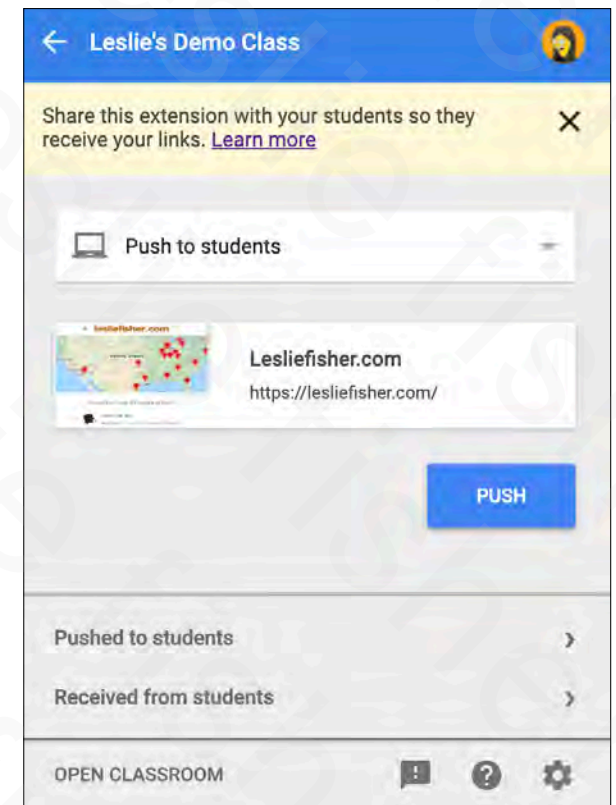 Leslie's Demo Class
Share this extension with your students so they
receive your links. Learn more
Push to students
lesliefisher.com
Lesliefisher.com
https://lesliefisher.com/
PUSH
Pushed to students
Received from students
OPEN CLASSROOM